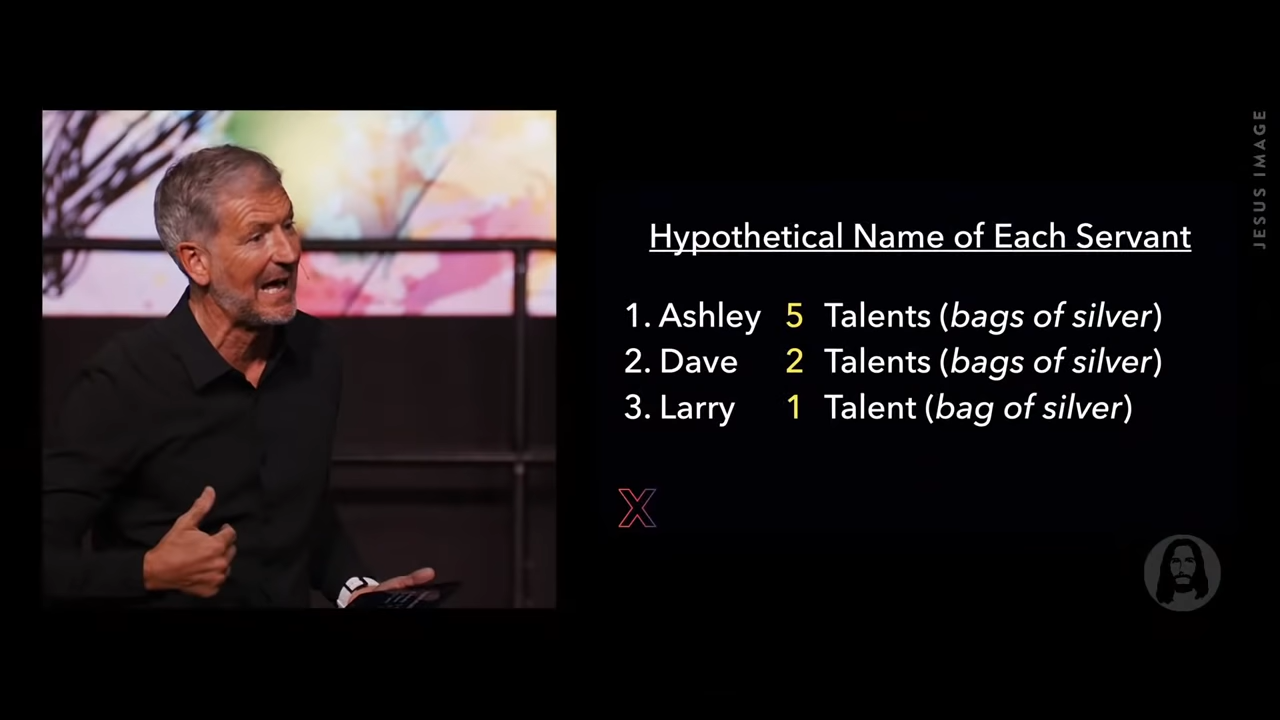 Hypothetical Name of Each Servant
1. Ashley 5 Talents (bags of silver)
2. Dave 2 Talents (bags of silver)
3. Larry 1 Talent (bag of silver)
X
JESUS IMAGE